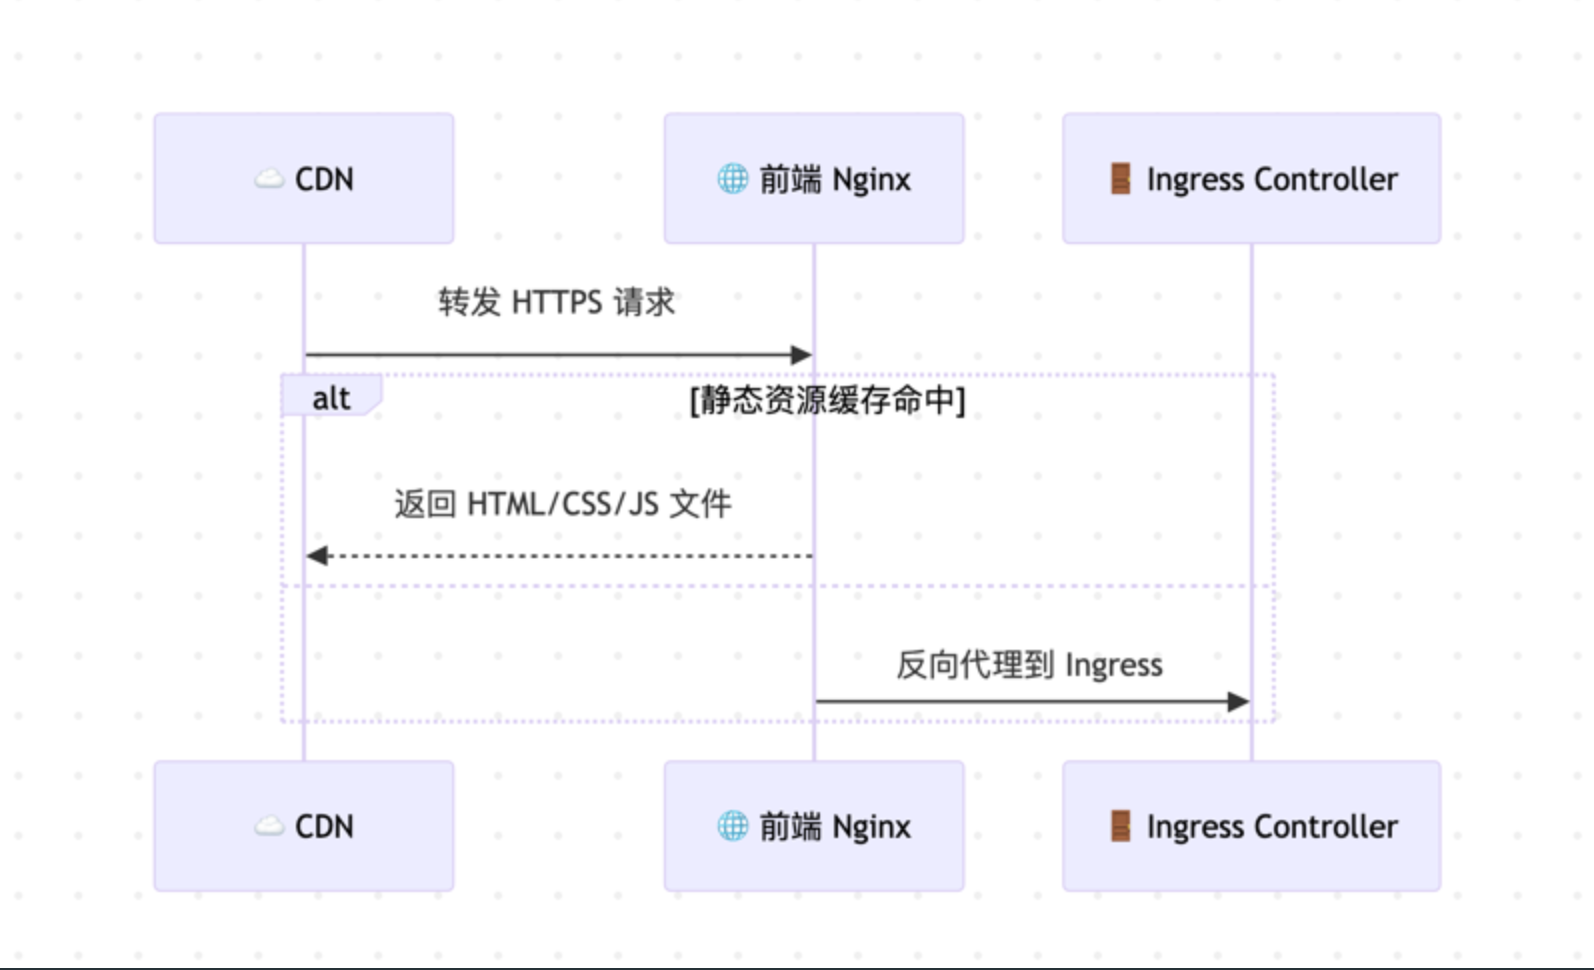 CDN
前端 Nginx
Ingress Controller
转发 HTTPS 请求
alt
[静态资源缓存命中]
返回 HTML/CSS/JS 文件
反向代理到 Ingress
CDN
前端 Nginx
Ingress Controller